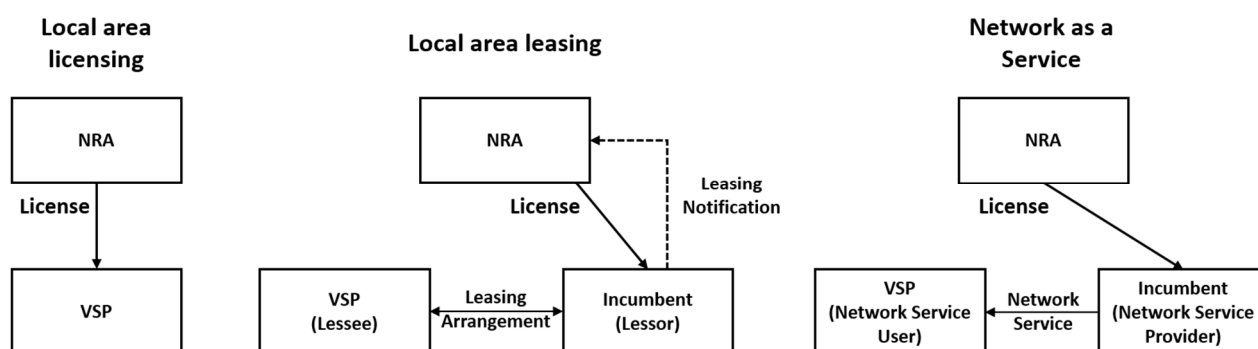 Local area
licensing
NRA
License
VSP
Local area leasing
NRA
License
Leasing
Notification
VSP
(Lessee)
Leasing
Arrangement
Incumbent
(Lessor)
Network as a
Service
NRA
License
VSP
(Network Service
User)
Network
Service
Incumbent
(Network Service
Provider)